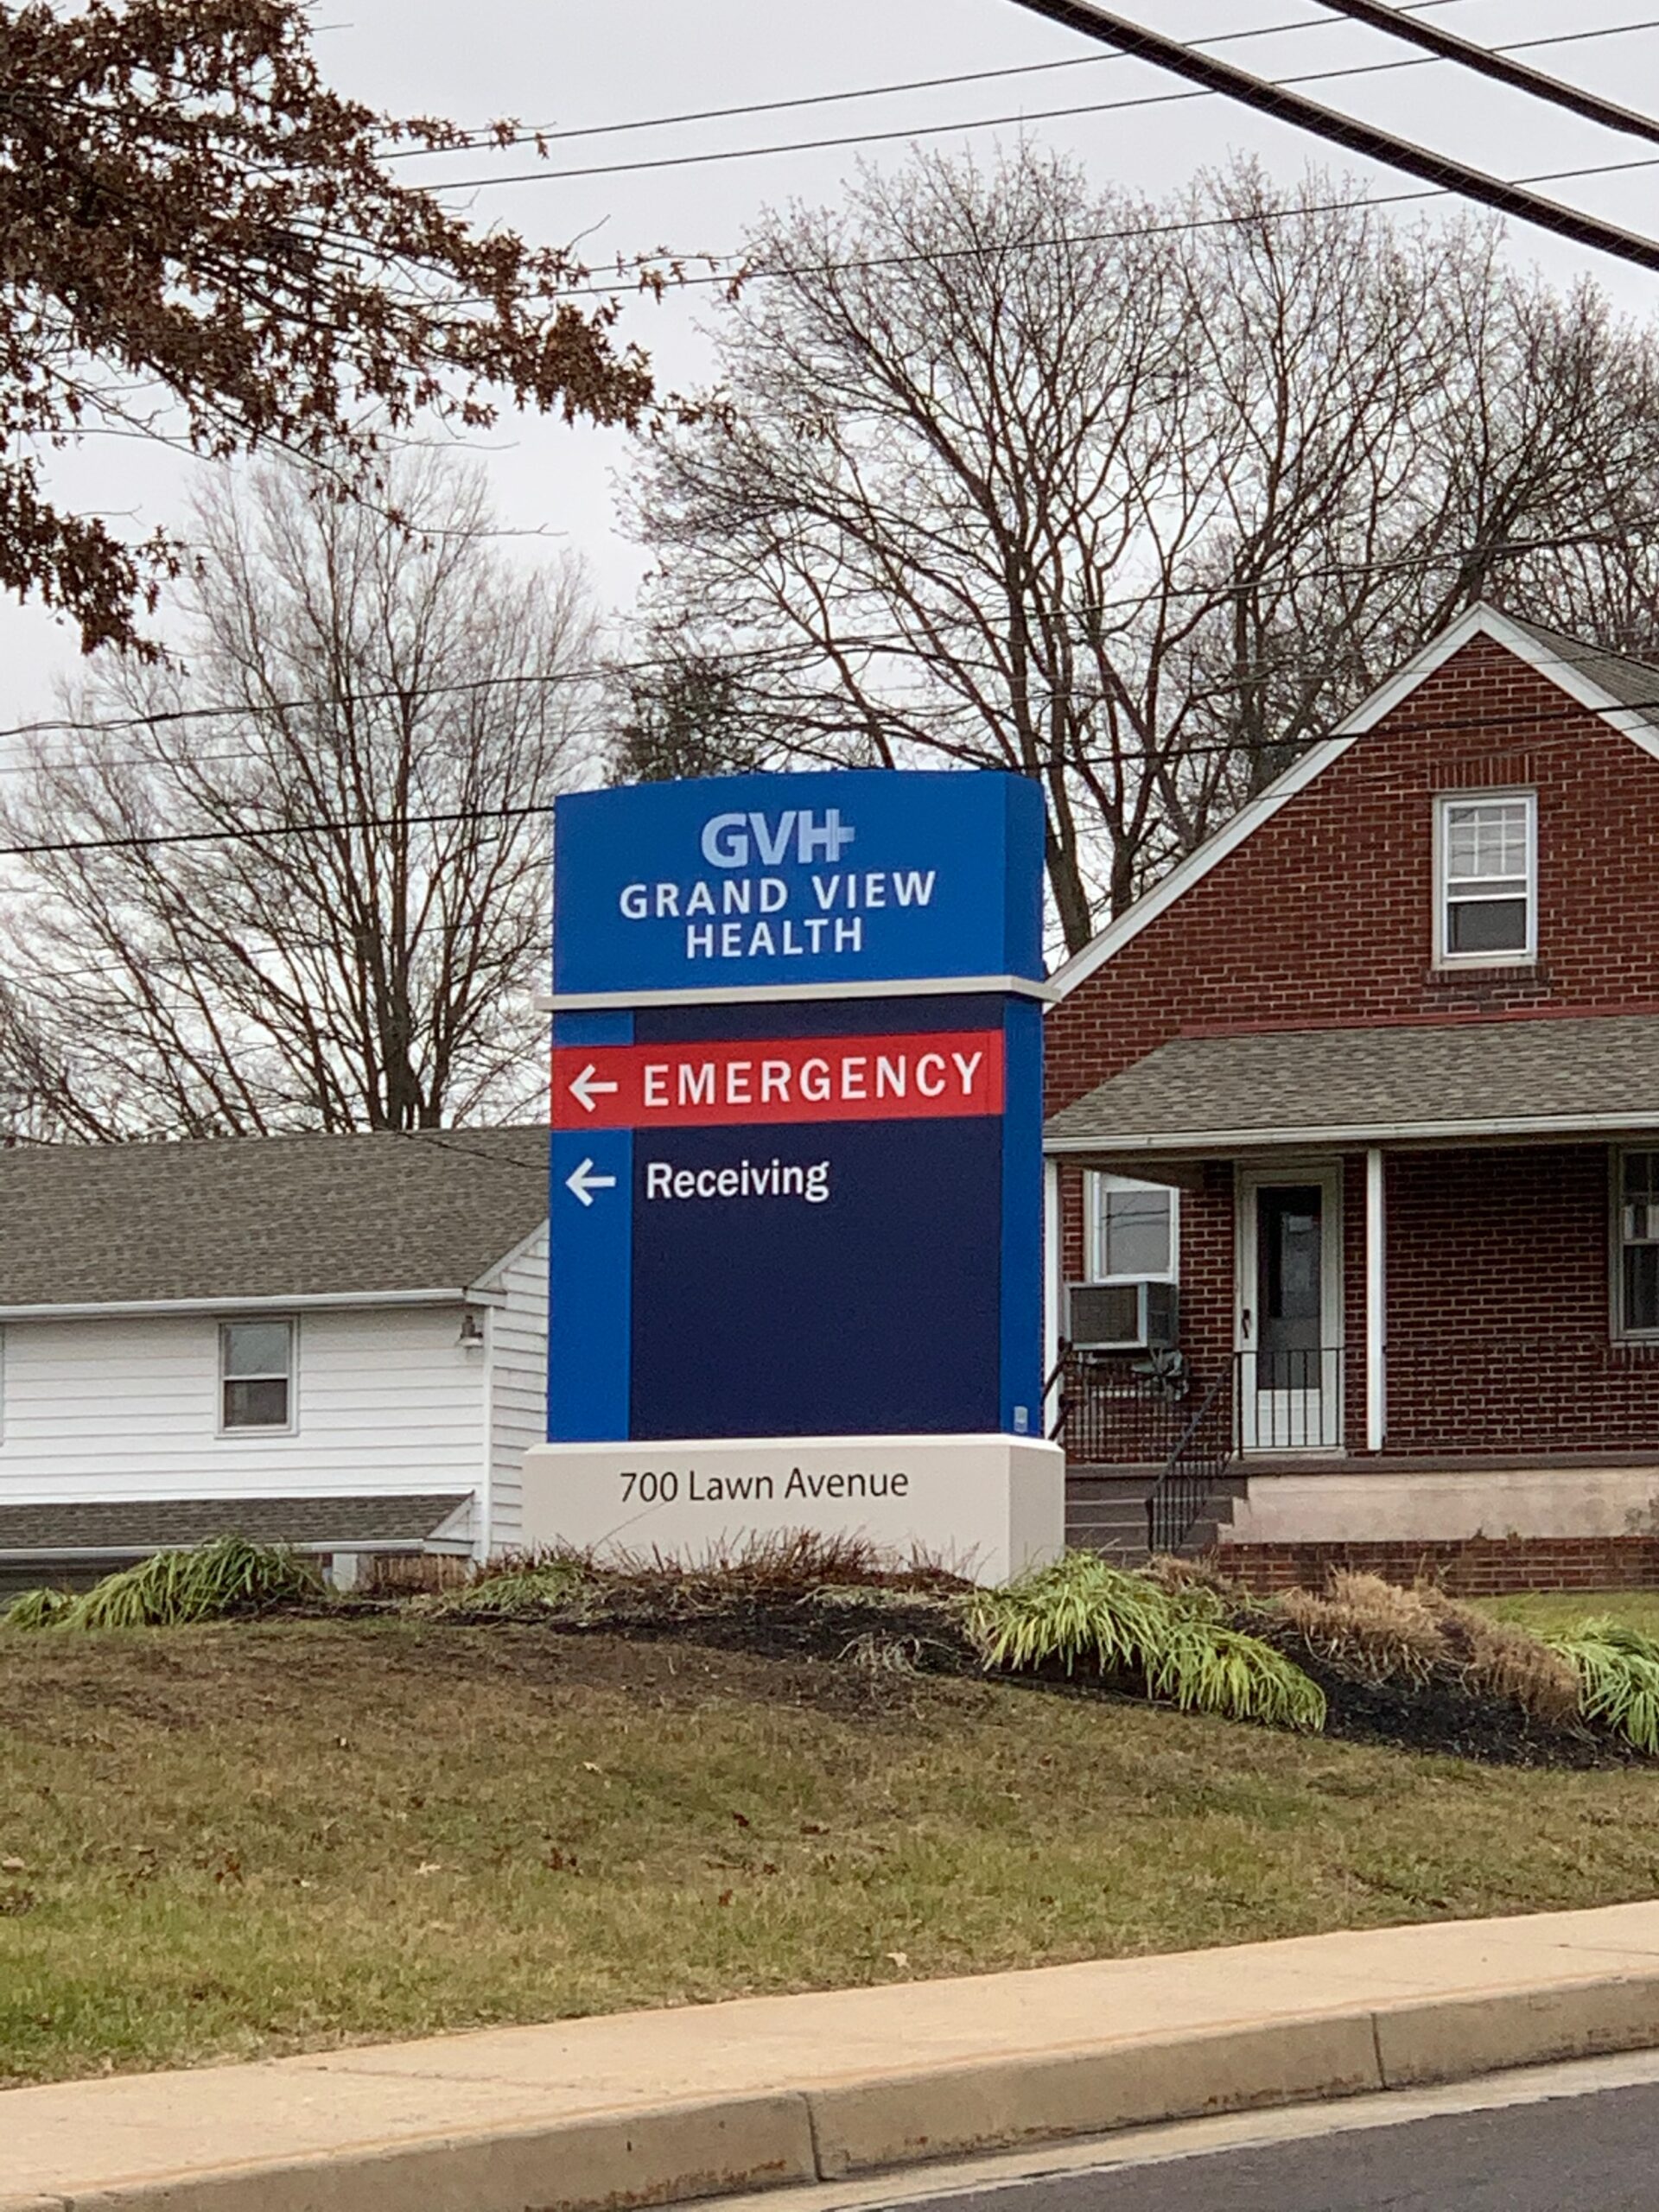 GVH
GRAND VIEW
HEALTH
← EMERGENCY
← Receiving
700 Lawn Avenue